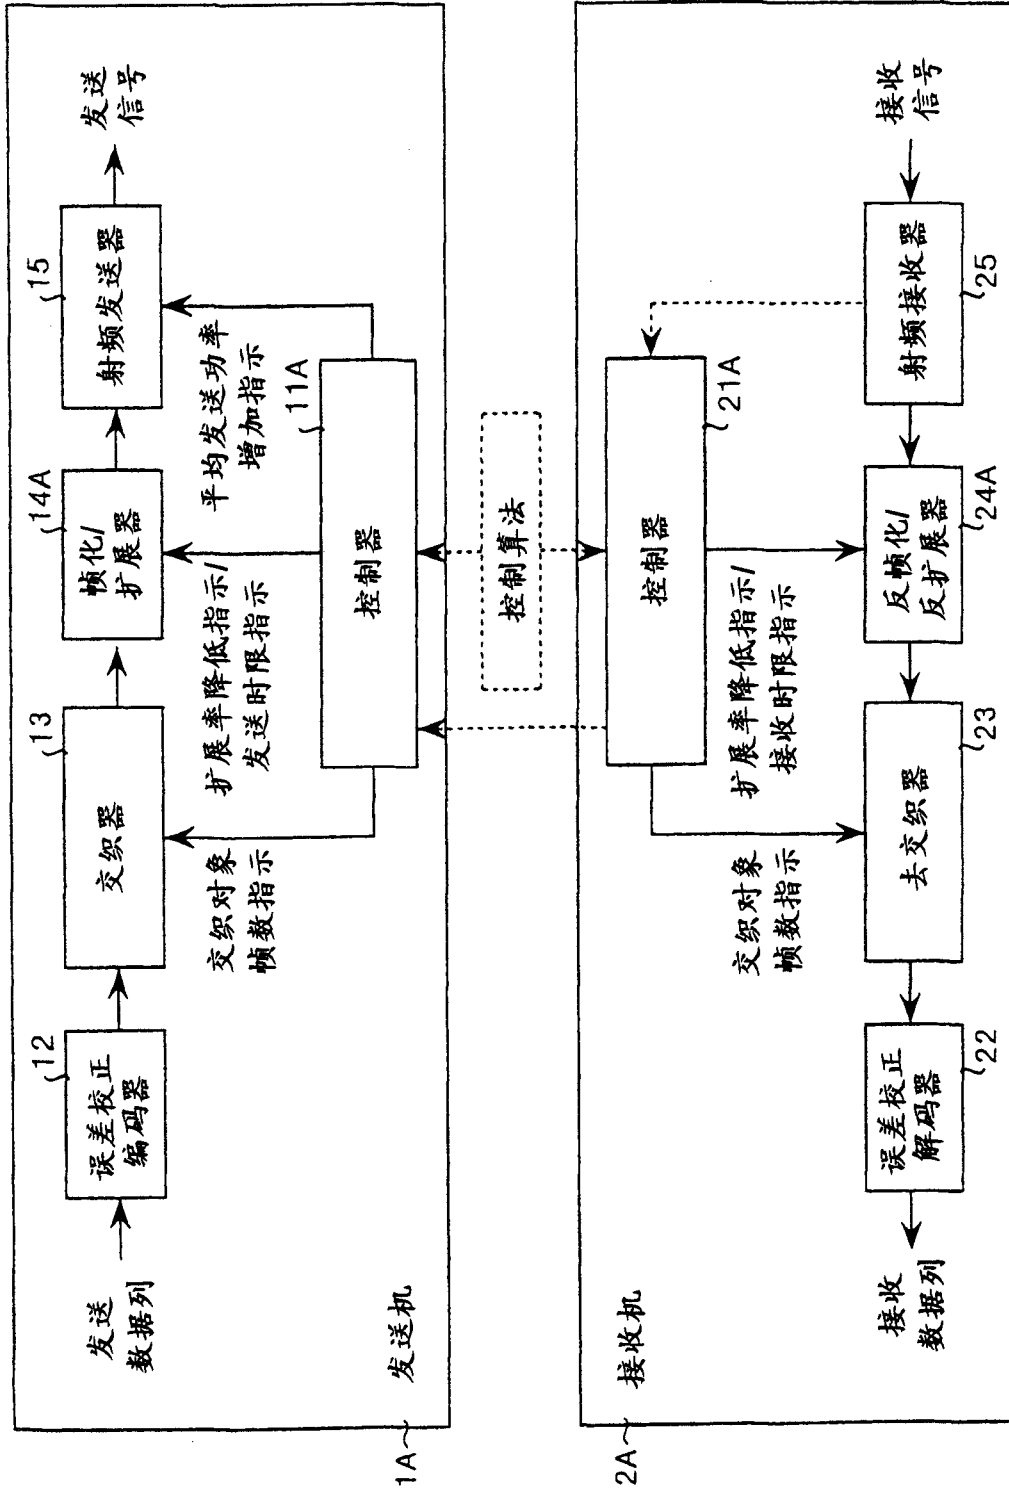 发送
数据列
12
误差校正
编码器
13
交织器
14A
帧化/
扩展器
15
射频发送器
发送
信号
交织对象
帧数指示
扩展率降低指示/
发送时限指示
平均发送功率
增加指示
11A
控制器
发送机
1A
控制算法
接收机
2A
控制器
21A
交织对象
帧数指示
扩展率降低指示/
接收时限指示
接收
数据列
误差校正
解码器
22
去交织器
23
反帧化/
反扩展器
24A
射频接收器
25
接收
信号